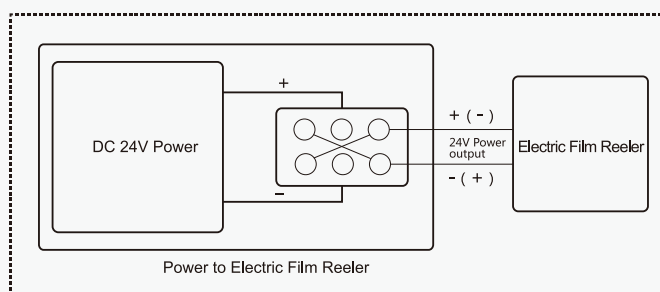 +
DC 24V Power
-
+ ( - )
24V Power
output
- ( + )
Electric Film Reeler
Power to Electric Film Reeler